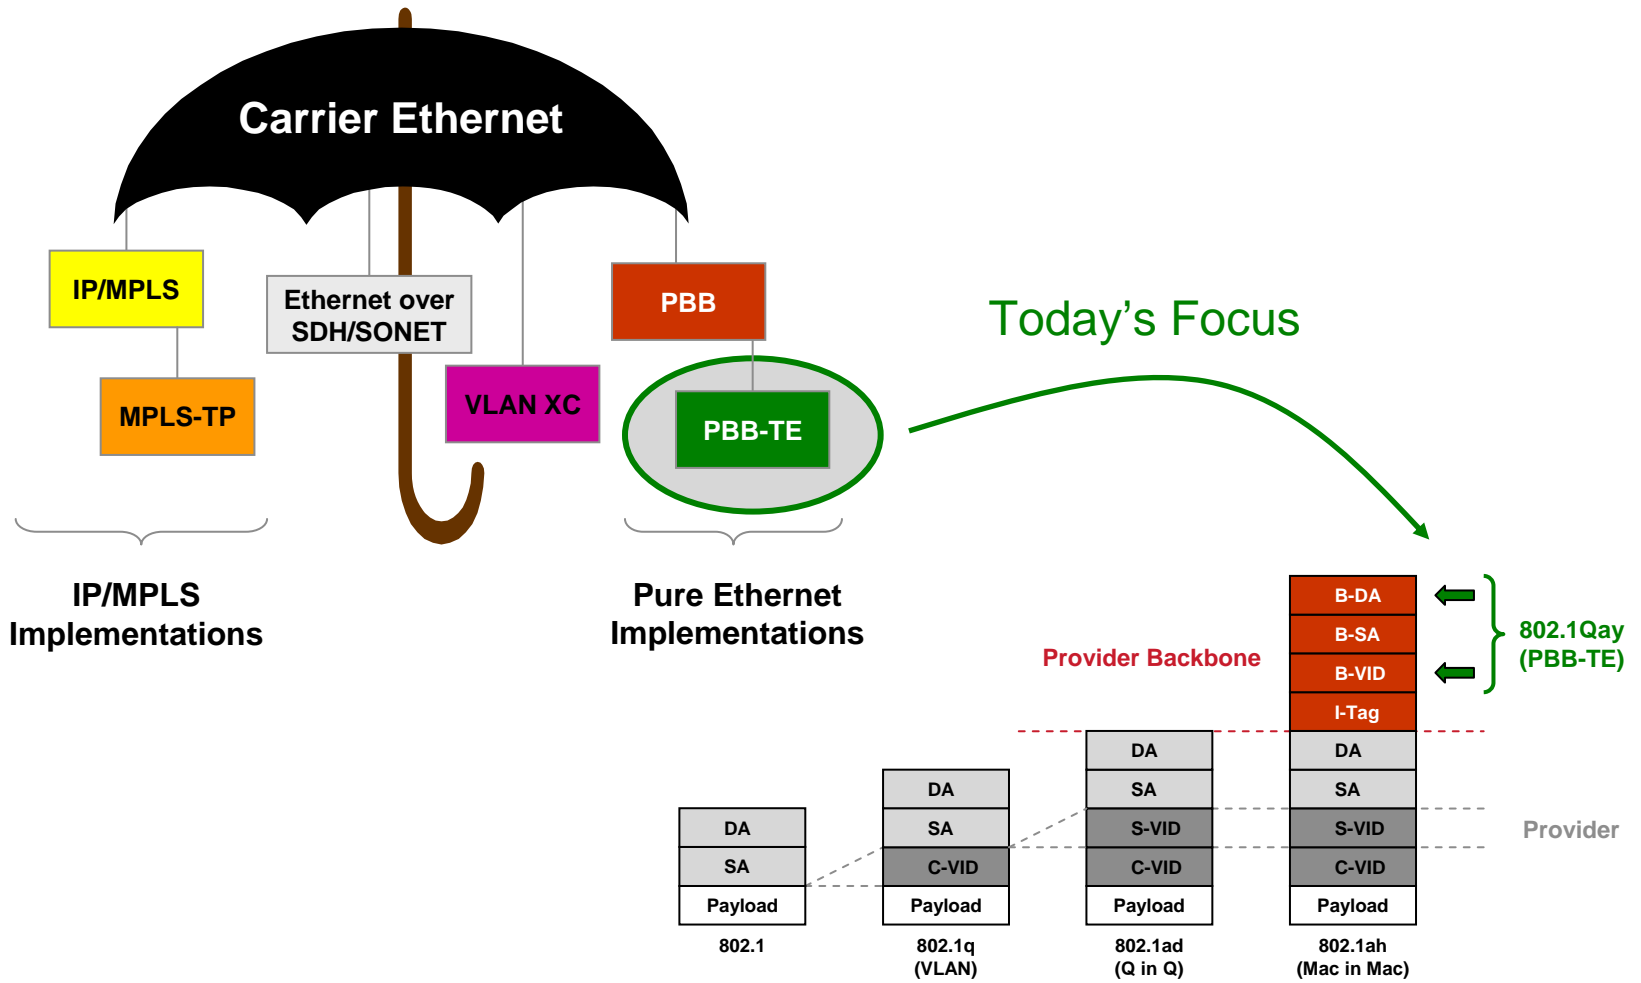 Carrier Ethernet
IP/MPLS
Ethernet over
SDH/SONET
PBB
MPLS-TP
VLAN XC
PBB-TE
Today's Focus
IP/MPLS
Implementations
Pure Ethernet
Implementations
Provider Backbone
802.1Qay
(PBB-TE)
Provider
DA
SA
Payload
802.1
DA
SA
C-VID
Payload
802.1q
(VLAN)
DA
SA
S-VID
C-VID
Payload
802.1ad
(Q in Q)
B-DA
B-SA
B-VID
I-Tag
DA
SA
S-VID
C-VID
Payload
802.1ah
(Mac in Mac)